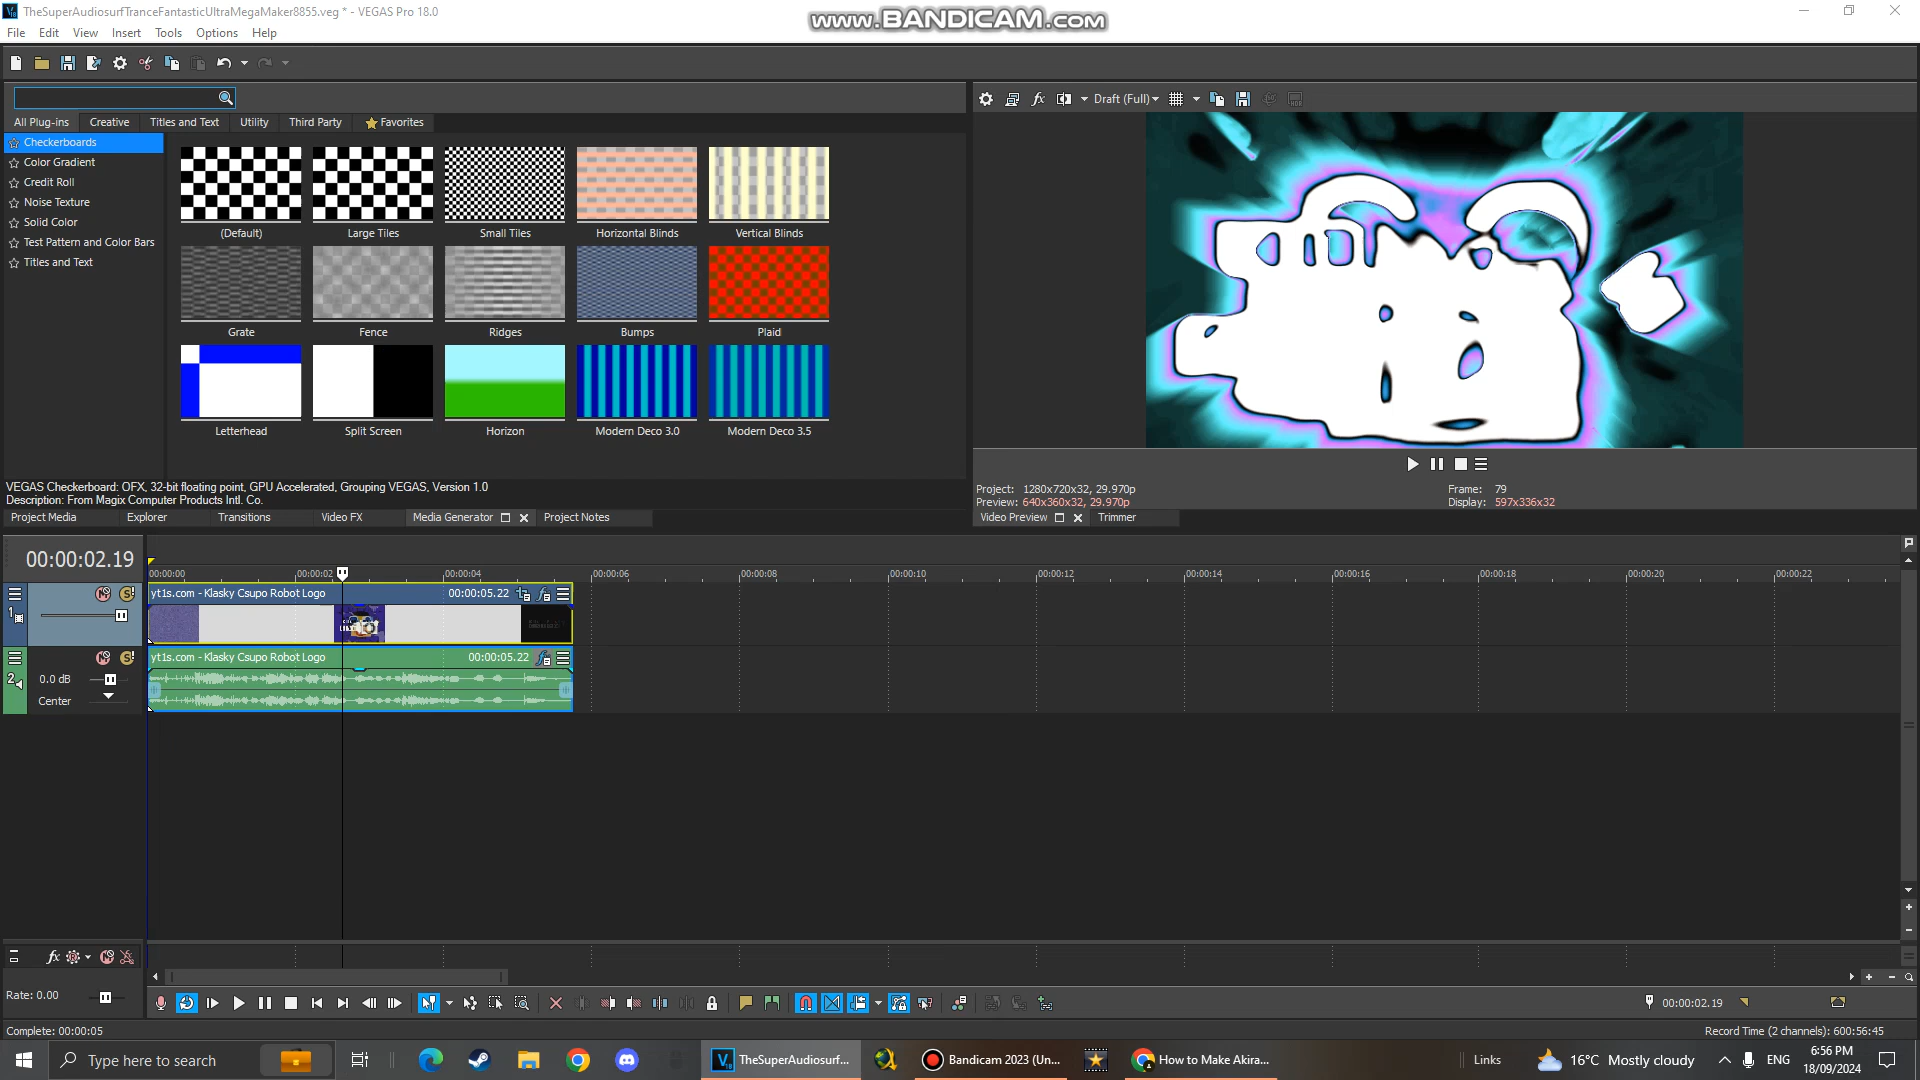 TheSuperAudiosurfTranceFantasticUltraMegaMaker8855.veg * - VEGAS Pro 18.0
www.BANDICAM.com
File Edit View Insert Tools Options Help
Draft (Full)
All Plug-ins Creative Titles and Text Utility Third Party Favorites
Checkerboards
Color Gradient
Credit Roll
Noise Texture
Solid Color
Test Pattern and Color Bars
Titles and Text
(Default) Large Tiles Small Tiles Horizontal Blinds Vertical Blinds
Grate Fence Ridges Bumps Plaid
Letterhead Split Screen Horizon Modern Deco 3.0 Modern Deco 3.5
VEGAS Checkerboard: OFX, 32-bit floating point, GPU Accelerated, Grouping VEGAS, Version 1.0
Description: From Magix Computer Products Intl. Co.
Project: 1280x720x32, 29.970p Frame: 79
Preview: 640x360x32, 29.970p Display: 597x336x32
Project Media Explorer Transitions Video FX Media Generator Project Notes Video Preview Trimmer
00:00:02.19
00:00:00 00:00:02 00:00:04 00:00:06 00:00:08 00:00:10 00:00:12 00:00:14 00:00:16 00:00:18 00:00:20 00:00:22
1 yt1s.com - Klasky Csupo Robot Logo 00:00:05.22
2 yt1s.com - Klasky Csupo Robot Logo 00:00:05.22
0.0 dB
Center
Rate: 0.00
00:00:02.19
Complete: 00:00:05 Record Time (2 channels): 600:56:45
Type here to search TheSuperAudiosurf... Bandicam 2023 (Un... How to Make Akira... Links 16°C Mostly cloudy ENG 6:56 PM
18/09/2024